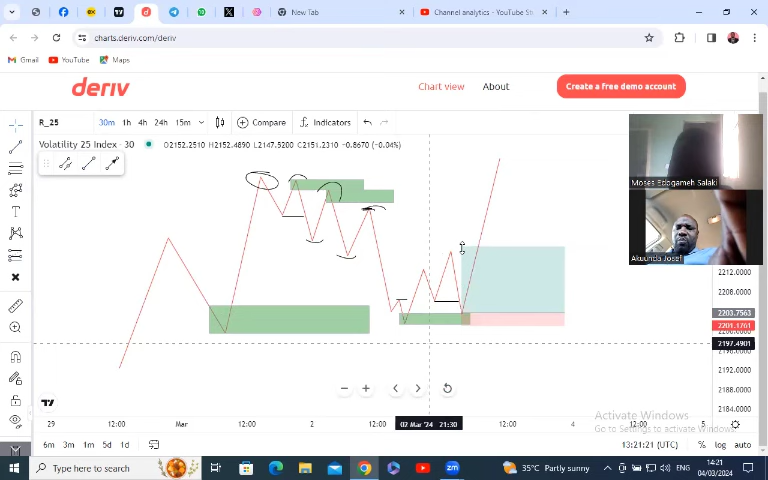 New Tab
Channel analytics - YouTube St
charts.deriv.com/deriv
Gmail
YouTube
Maps
deriv
Chart view
About
Create a free demo account
R_25
30m
1h
4h
24h
15m
Compare
Indicators
Volatility 25 Index · 30
O2152.2510 H2152.4890 L2147.5200 C2151.2310 −0.8670 (−0.04%)
Moses Edogameh Salaki
Akuunda Josef
2212.0000
2208.0000
2203.7563
2201.1761
2197.4901
2192.0000
2188.0000
2184.0000
29
12:00
Mar
12:00
2
12:00
02 Mar '24 21:30
12:00
4
12:00
5
Activate Windows
Go to Settings to activate Windows.
6m
3m
1m
5d
1d
13:21:21 (UTC)
%
log
auto
Type here to search
zm
35°C Partly sunny
ENG
14:21
04/03/2024